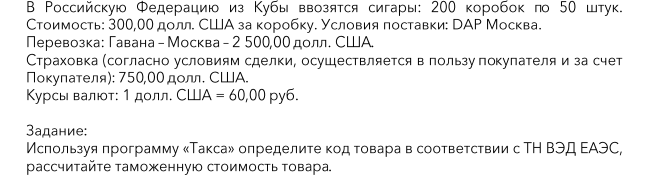 В Российскую Федерацию из Кубы ввозятся сигары: 200 коробок по 50 штук.
Стоимость: 300,00 долл. США за коробку. Условия поставки: DAP Москва.
Перевозка: Гавана – Москва – 2 500,00 долл. США.
Страховка (согласно условиям сделки, осуществляется в пользу покупателя и за счет
Покупателя): 750,00 долл. США.
Курсы валют: 1 долл. США = 60,00 руб.
Задание:
Используя программу «Такса» определите код товара в соответствии с ТН ВЭД ЕАЭС,
рассчитайте таможенную стоимость товара.